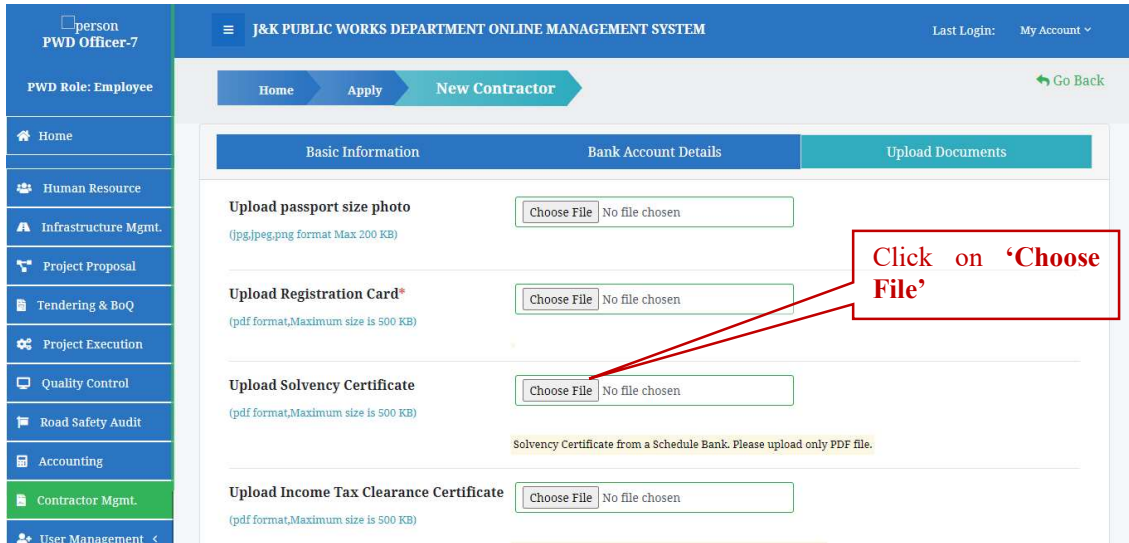 person
PWD Officer-7
PWD Role: Employee
Home
Human Resource
Infrastructure Mgmt.
Project Proposal
Tendering & BoQ
Project Execution
Quality Control
Road Safety Audit
Accounting
Contractor Mgmt.
User Management
J&K PUBLIC WORKS DEPARTMENT ONLINE MANAGEMENT SYSTEM
Last Login: My Account
Home Apply New Contractor
Go Back
Basic Information Bank Account Details Upload Documents
Upload passport size photo
(jpg,jpeg,png format Max 200 KB)
Choose File No file chosen
Click on ‘Choose
File’
Upload Registration Card*
(pdf format,Maximum size is 500 KB)
Choose File No file chosen
Upload Solvency Certificate
(pdf format,Maximum size is 500 KB)
Choose File No file chosen
Solvency Certificate from a Schedule Bank. Please upload only PDF file.
Upload Income Tax Clearance Certificate
(pdf format,Maximum size is 500 KB)
Choose File No file chosen